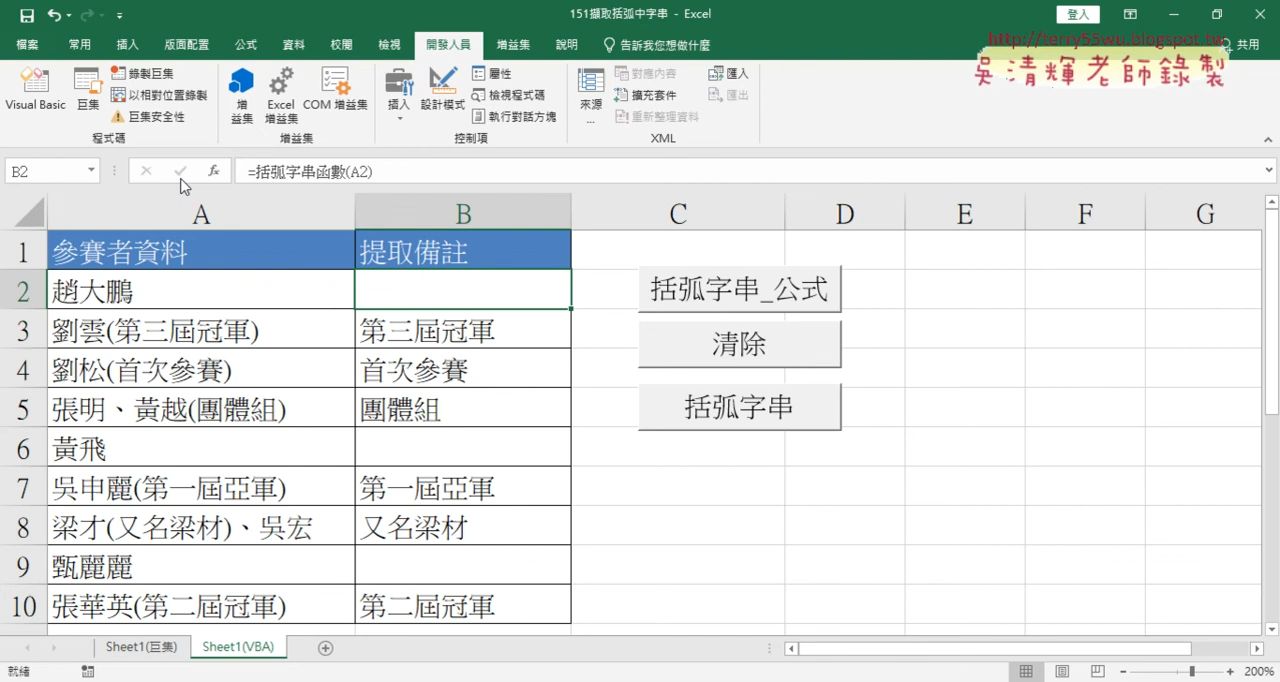 151擷取括弧中字串 - Excel
登入
檔案 常用 插入 版面配置 公式 資料 校閱 檢視 開發人員 增益集 說明 告訴我您想做什麼 共用
http://terry55wu.blogspot.tw
吳清輝老師錄製
Visual Basic 巨集 錄製巨集 以相對位置錄製 巨集安全性
程式碼
增益集 Excel 增益集 COM 增益集
增益集
插入 設計模式 屬性 檢視程式碼 執行對話方塊
控制項
來源... 對應內容 擴充套件 重新整理資料 匯入 匯出
XML
B2 fx =括弧字串函數(A2)
A B C D E F G
1 參賽者資料 提取備註
2 趙大鵬
3 劉雲(第三屆冠軍) 第三屆冠軍
4 劉松(首次參賽) 首次參賽
5 張明、黃越(團體組) 團體組
6 黃飛
7 吳申麗(第一屆亞軍) 第一屆亞軍
8 梁才(又名梁材)、吳宏 又名梁材
9 甄麗麗
10 張華英(第二屆冠軍) 第二屆冠軍
括弧字串_公式
清除
括弧字串
Sheet1(巨集) Sheet1(VBA)
就緒 200%